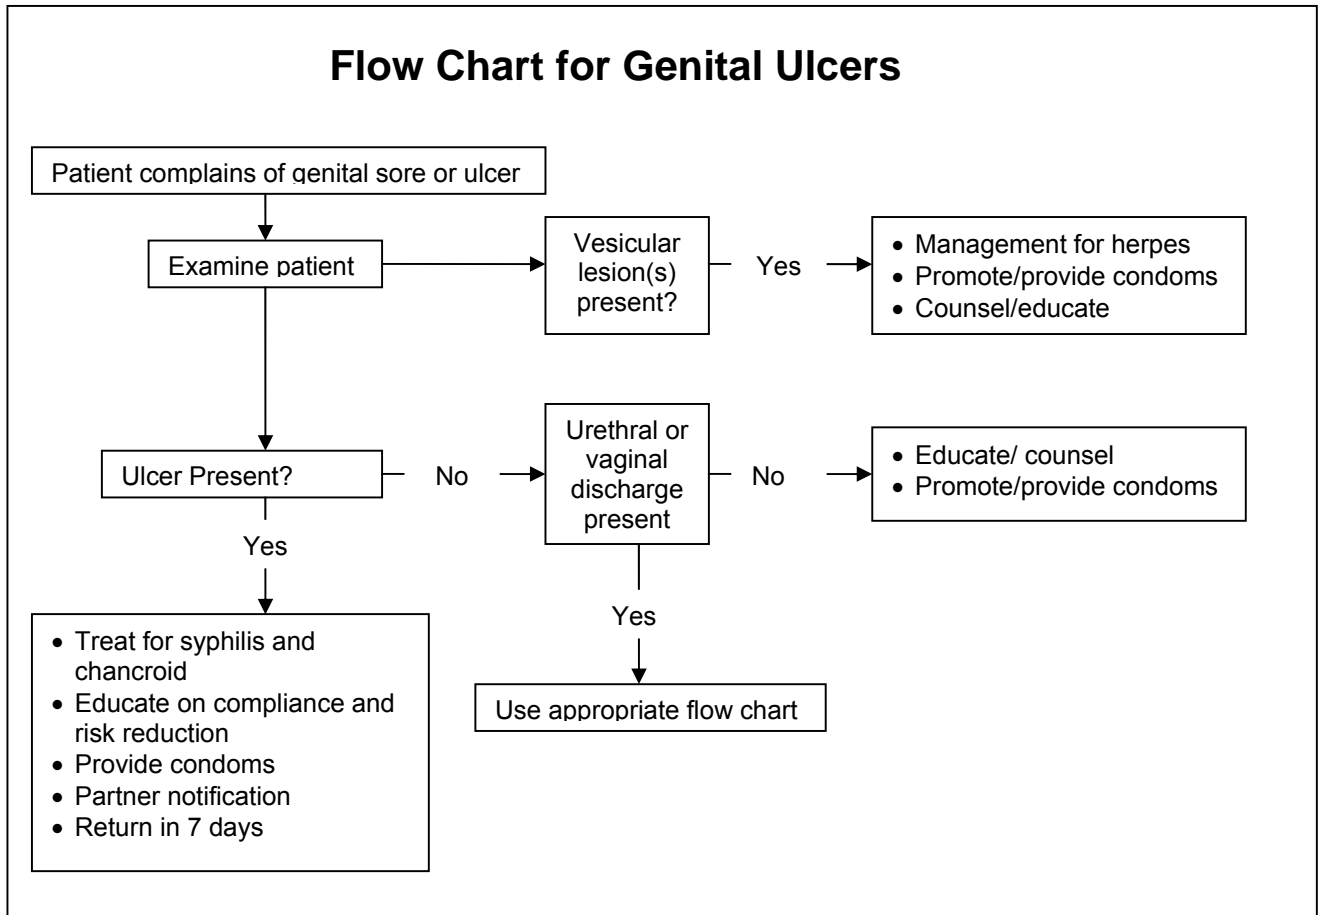 Flow Chart for Genital Ulcers
Patient complains of genital sore or ulcer
Examine patient
Vesicular
lesion(s)
present?
Yes
• Management for herpes
• Promote/provide condoms
• Counsel/educate
Ulcer Present?
No
Urethral or
vaginal
discharge
present
No
• Educate/ counsel
• Promote/provide condoms
Yes
Yes
• Treat for syphilis and
chancroid
• Educate on compliance and
risk reduction
• Provide condoms
• Partner notification
• Return in 7 days
Use appropriate flow chart